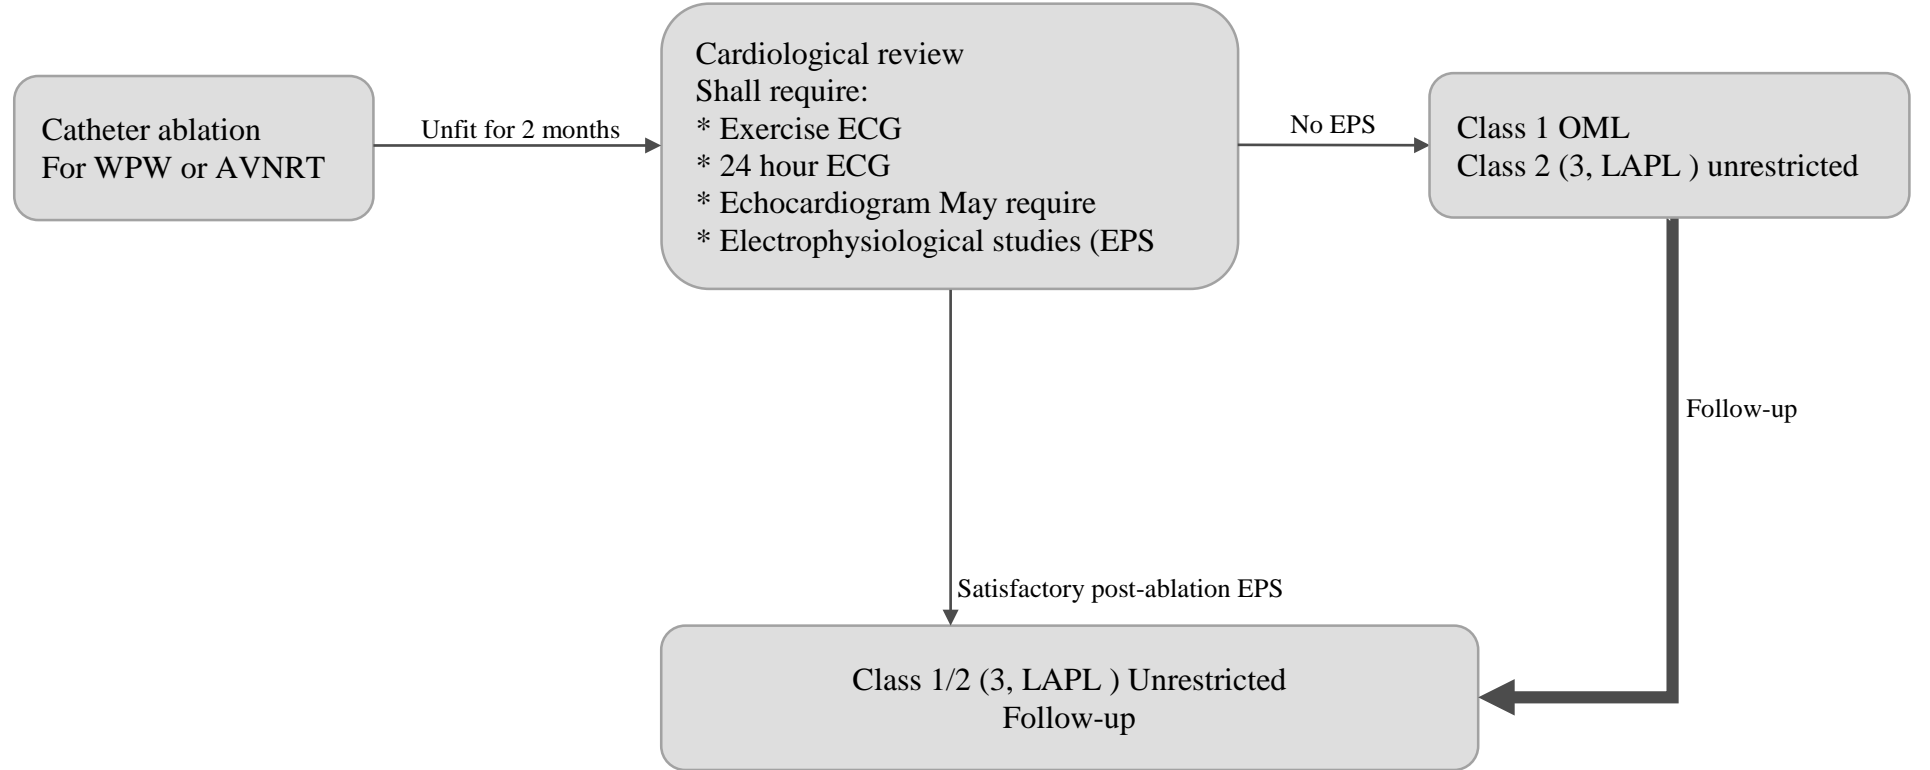 Catheter ablation
For WPW or AVNRT
Unfit for 2 months
Cardiological review
Shall require:
* Exercise ECG
* 24 hour ECG
* Echocardiogram May require
* Electrophysiological studies (EPS
No EPS
Class 1 OML
Class 2 (3, LAPL ) unrestricted
Follow-up
Satisfactory post-ablation EPS
Class 1/2 (3, LAPL ) Unrestricted
Follow-up